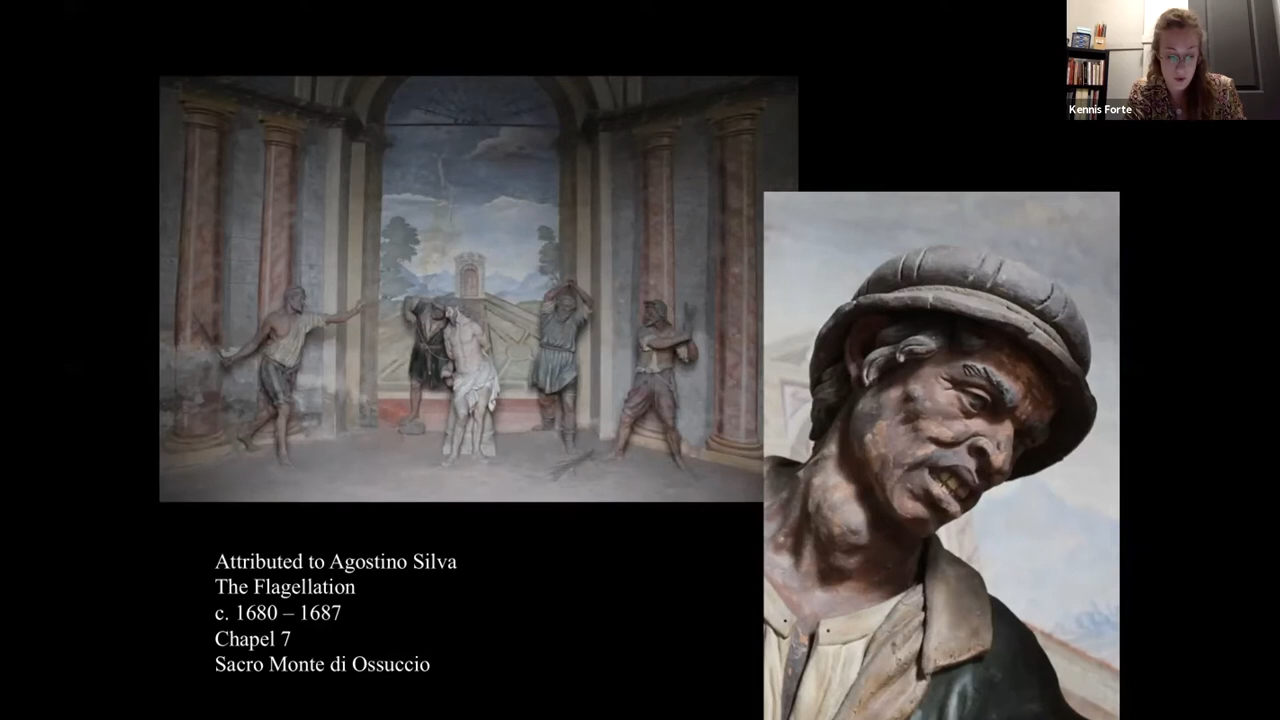 Kennis Forte
Attributed to Agostino Silva
The Flagellation
c. 1680 – 1687
Chapel 7
Sacro Monte di Ossuccio